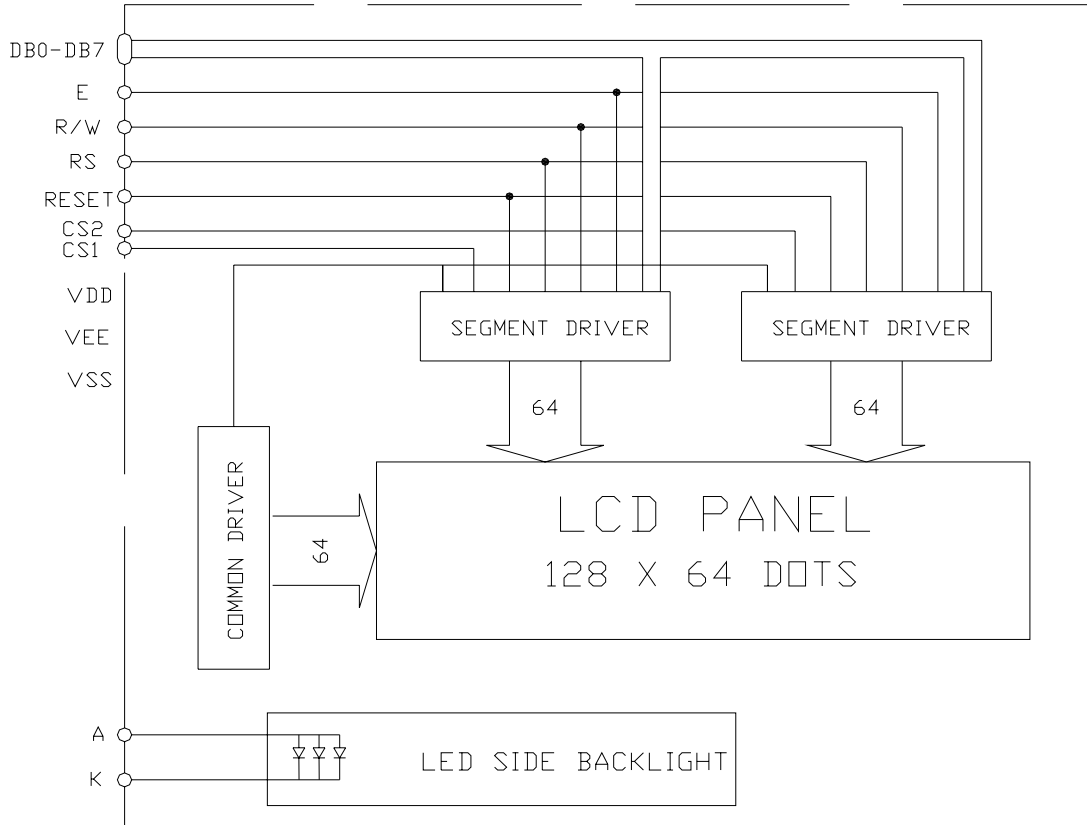 DB0-DB7
E
R/W
RS
RESET
CS2
CS1
VDD
VEE
VSS
SEGMENT DRIVER
SEGMENT DRIVER
64
64
COMMON DRIVER
64
LCD PANEL
128 X 64 DOTS
A
K
LED SIDE BACKLIGHT